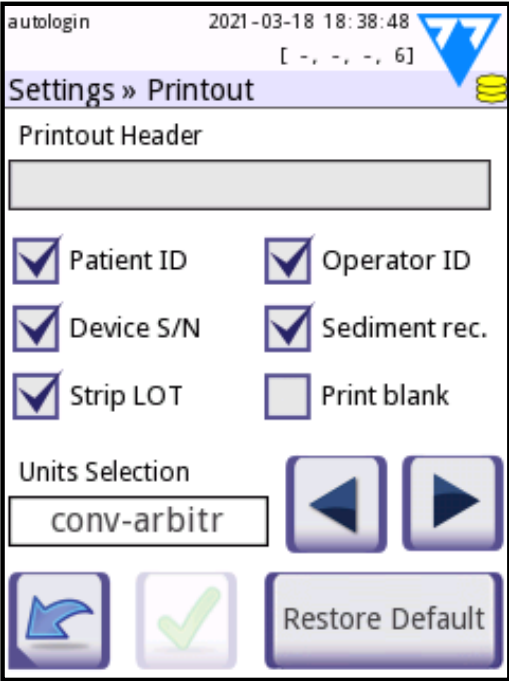 autologin 2021-03-18 18:38:48
[ -, -, -, 6]
Settings » Printout
Printout Header
Patient ID Operator ID
Device S/N Sediment rec.
Strip LOT Print blank
Units Selection
conv-arbitr
Restore Default